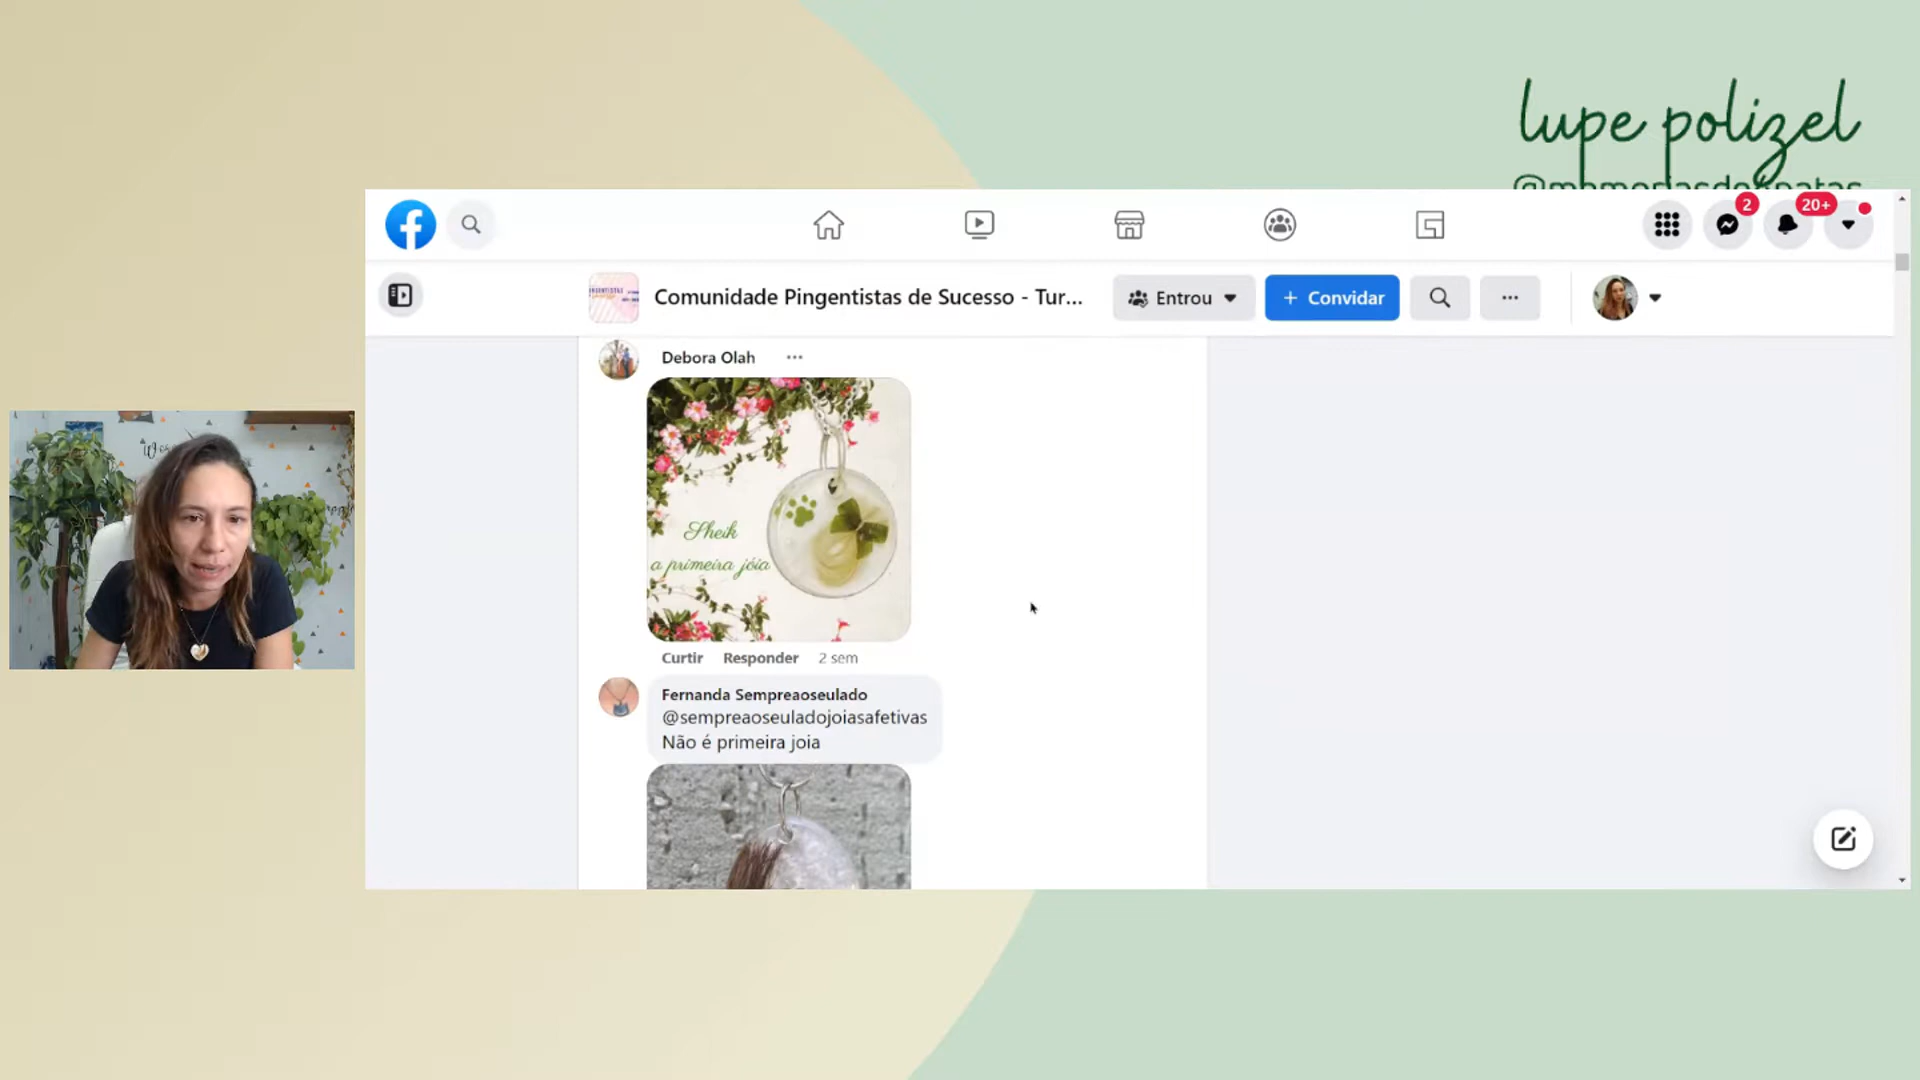 lupe polizel
@memoriasde4patas
2
20+
Comunidade Pingentistas de Sucesso - Tur...
Entrou
+ Convidar
Debora Olah
Sheik
a primeira jóia
Curtir Responder 2 sem
Fernanda Sempreaoseulado
@sempreaoseuladojoiasafetivas
Não é primeira joia